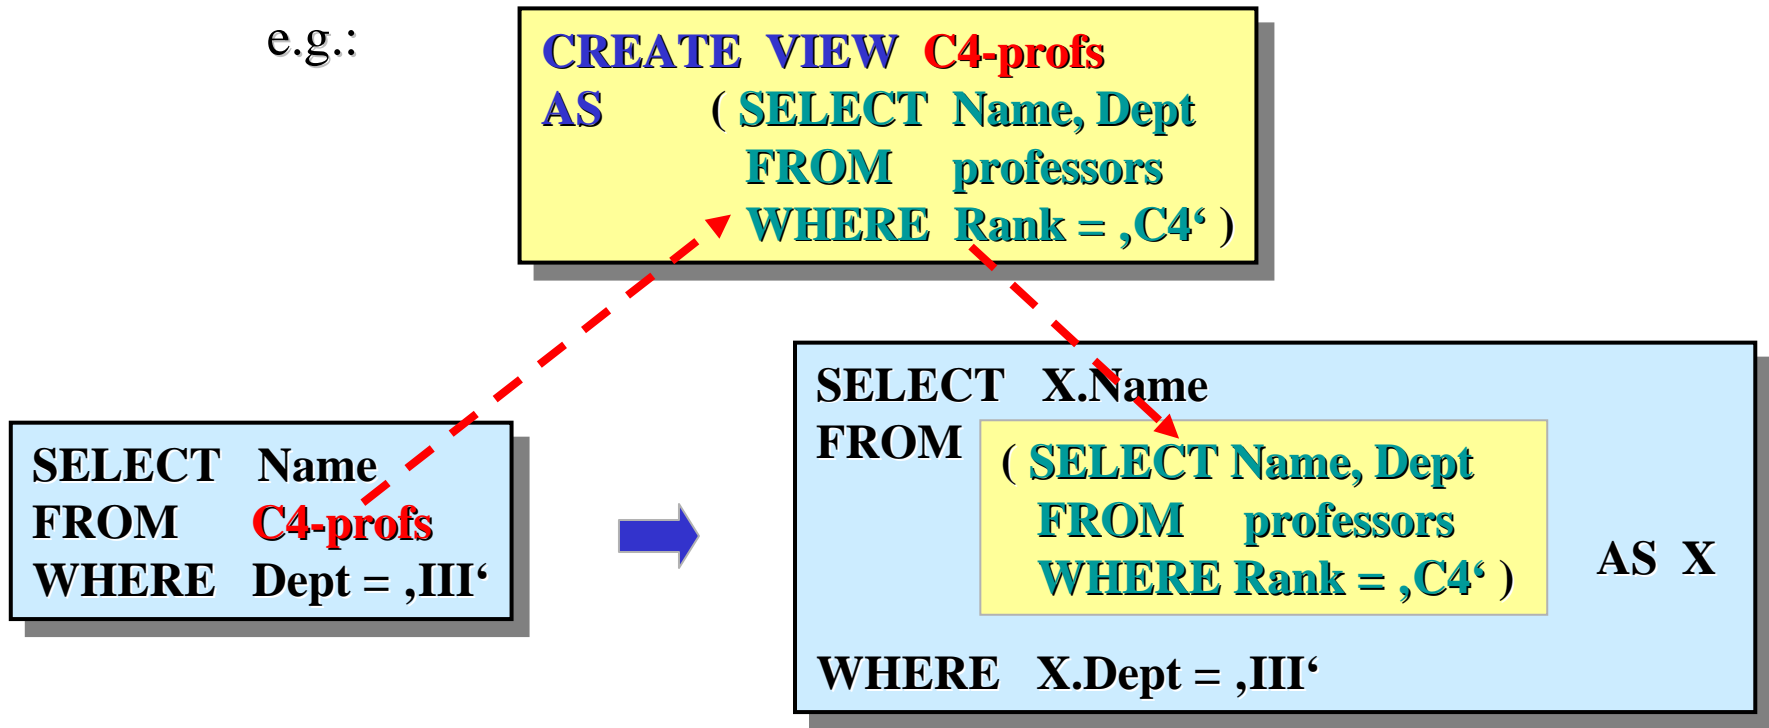 e.g.:
CREATE VIEW C4-profs
AS ( SELECT Name, Dept
FROM professors
WHERE Rank = ‚C4‘ )
SELECT Name
FROM C4-profs
WHERE Dept = ‚III‘
SELECT X.Name
FROM
( SELECT Name, Dept
FROM professors
WHERE Rank = ‚C4‘ )
AS X
WHERE X.Dept = ‚III‘